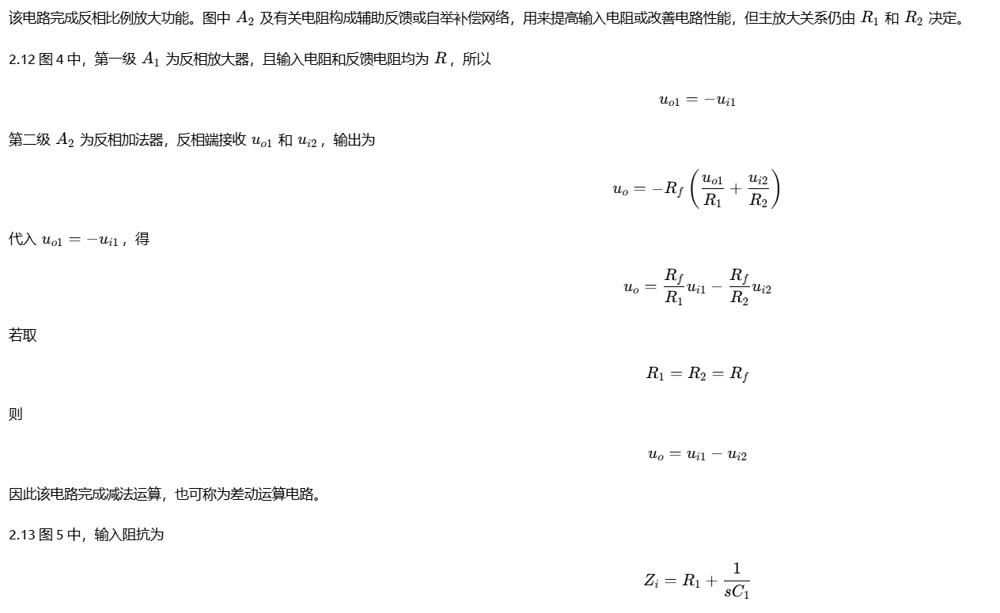 该电路完成反相比例放大功能。图中 A₂ 及有关电阻构成辅助反馈或自举补偿网络，用来提高输入电阻或改善电路性能，但主放大关系仍由 R₁ 和 R₂ 决定。
2.12 图 4 中，第一级 A₁ 为反相放大器，且输入电阻和反馈电阻均为 R，所以
$u_{o1} = -u_{i1}$
第二级 A₂ 为反相加法器，反相端接收 $u_{o1}$ 和 $u_{i2}$，输出为
$u_o = -R_f \left( \frac{u_{o1}}{R_1} + \frac{u_{i2}}{R_2} \right)$
代入 $u_{o1} = -u_{i1}$，得
$u_o = \frac{R_f}{R_1} u_{i1} - \frac{R_f}{R_2} u_{i2}$
若取
$R_1 = R_2 = R_f$
则
$u_o = u_{i1} - u_{i2}$
因此该电路完成减法运算，也可称为差动运算电路。
2.13 图 5 中，输入阻抗为
$Z_i = R_1 + \frac{1}{sC_1}$